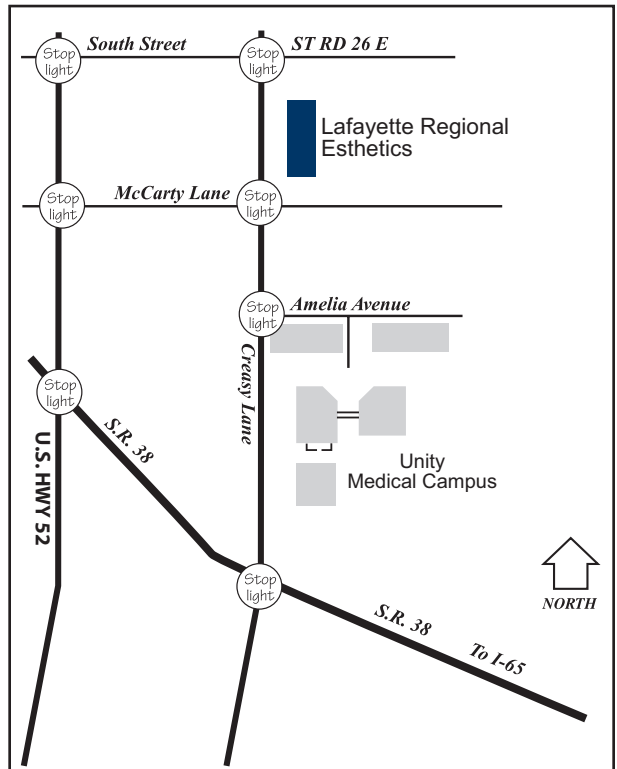 South Street
ST RD 26 E
Stop
light
Stop
light
Lafayette Regional
Esthetics
McCarty Lane
Stop
light
Stop
light
Amelia Avenue
Stop
light
Creasy Lane
Stop
light
S.R. 38
U.S. HWY 52
Unity
Medical Campus
Stop
light
NORTH
S.R. 38
To I-65